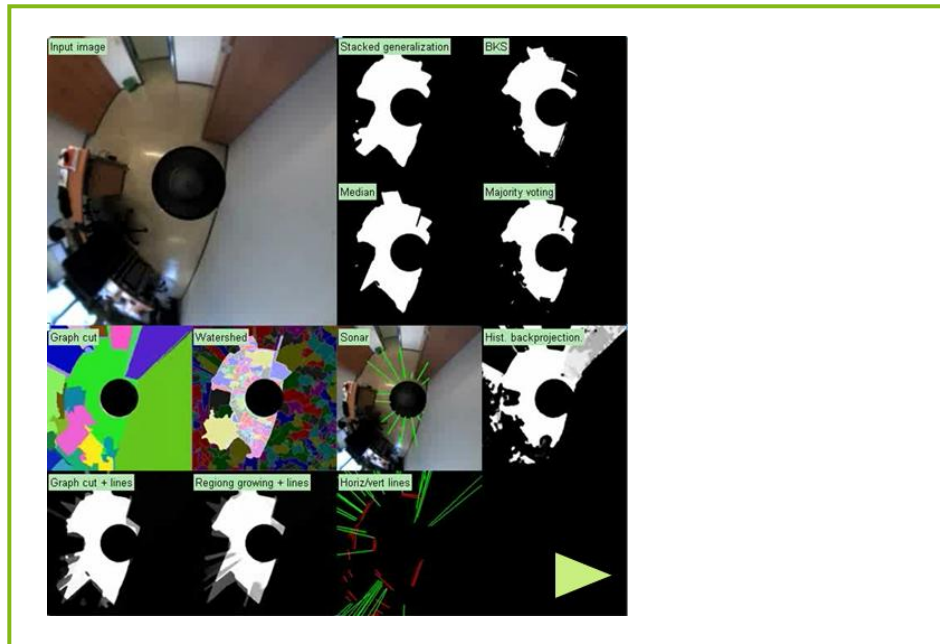 Input image
Stacked generalization
BKS
Median
Majority voting
Graph cut
Watershed
Sonar
Hist. backprojection.
Graph cut + lines
Regiong growing + lines
Horiz/vert lines